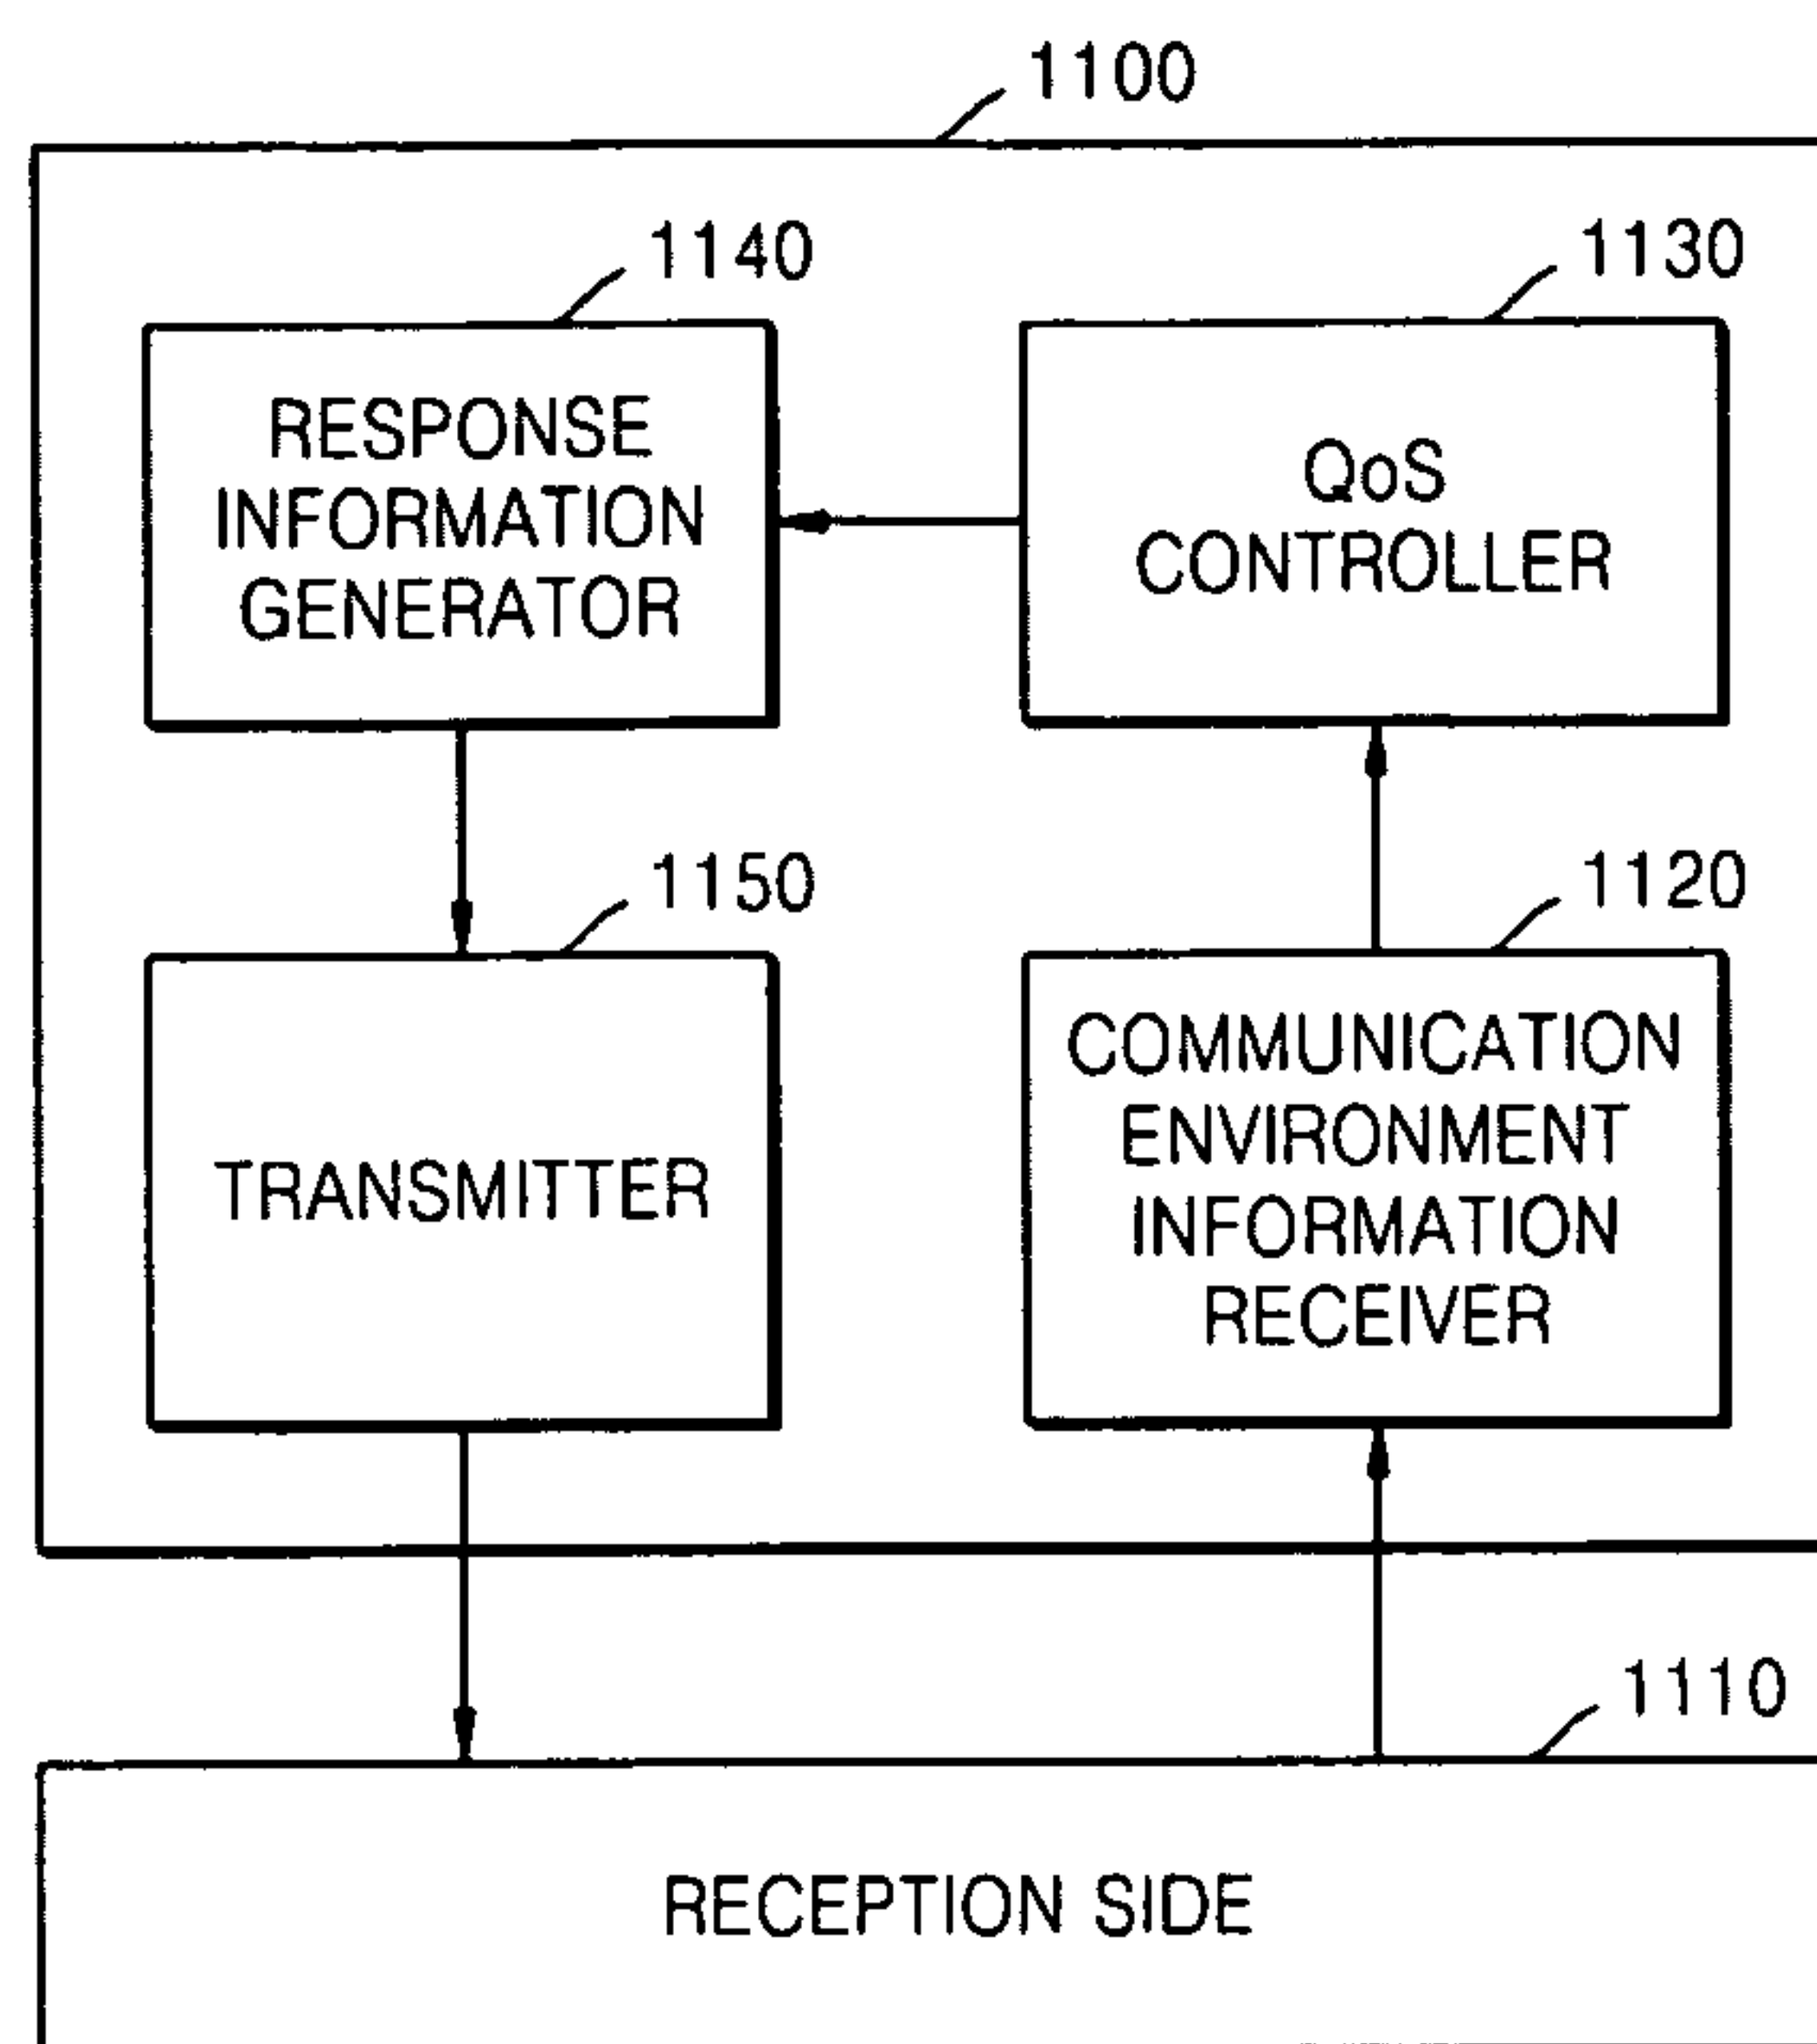 1100
1140
1130
RESPONSE
INFORMATION
GENERATOR
QoS
CONTROLLER
1150
1120
TRANSMITTER
COMMUNICATION
ENVIRONMENT
INFORMATION
RECEIVER
1110
RECEPTION SIDE